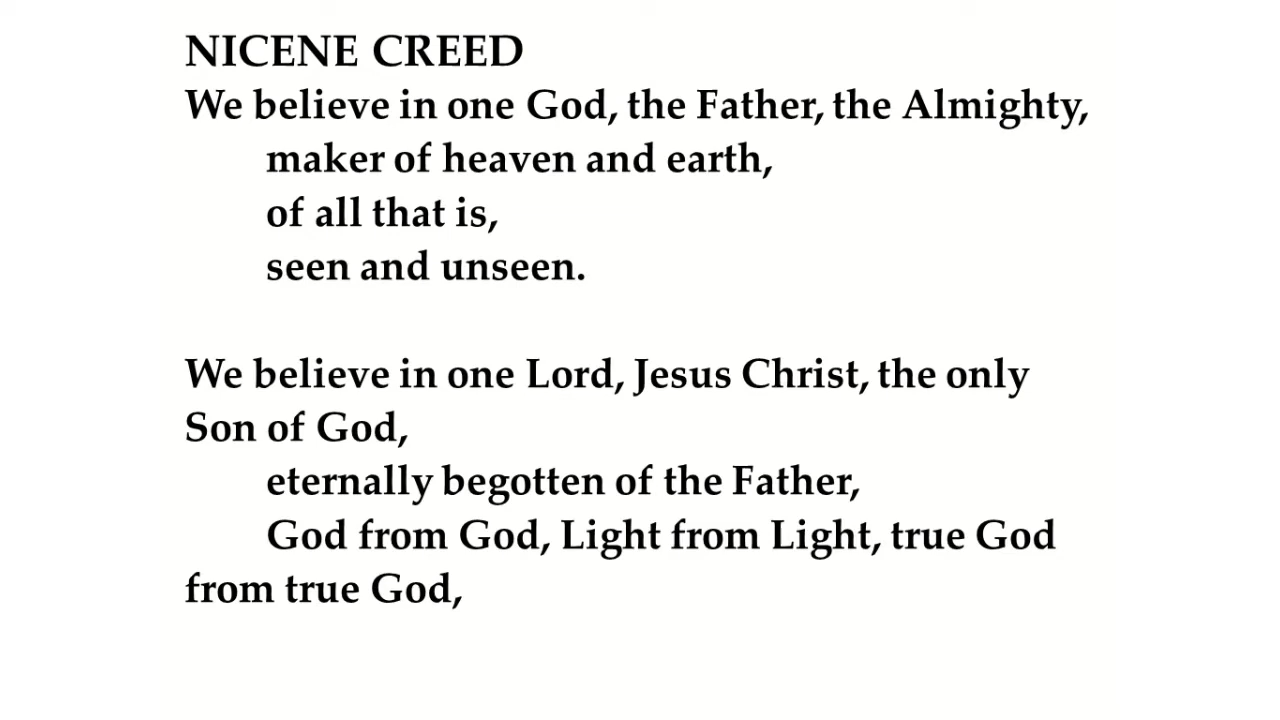 NICENE CREED
We believe in one God, the Father, the Almighty,
maker of heaven and earth,
of all that is,
seen and unseen.
We believe in one Lord, Jesus Christ, the only
Son of God,
eternally begotten of the Father,
God from God, Light from Light, true God
from true God,